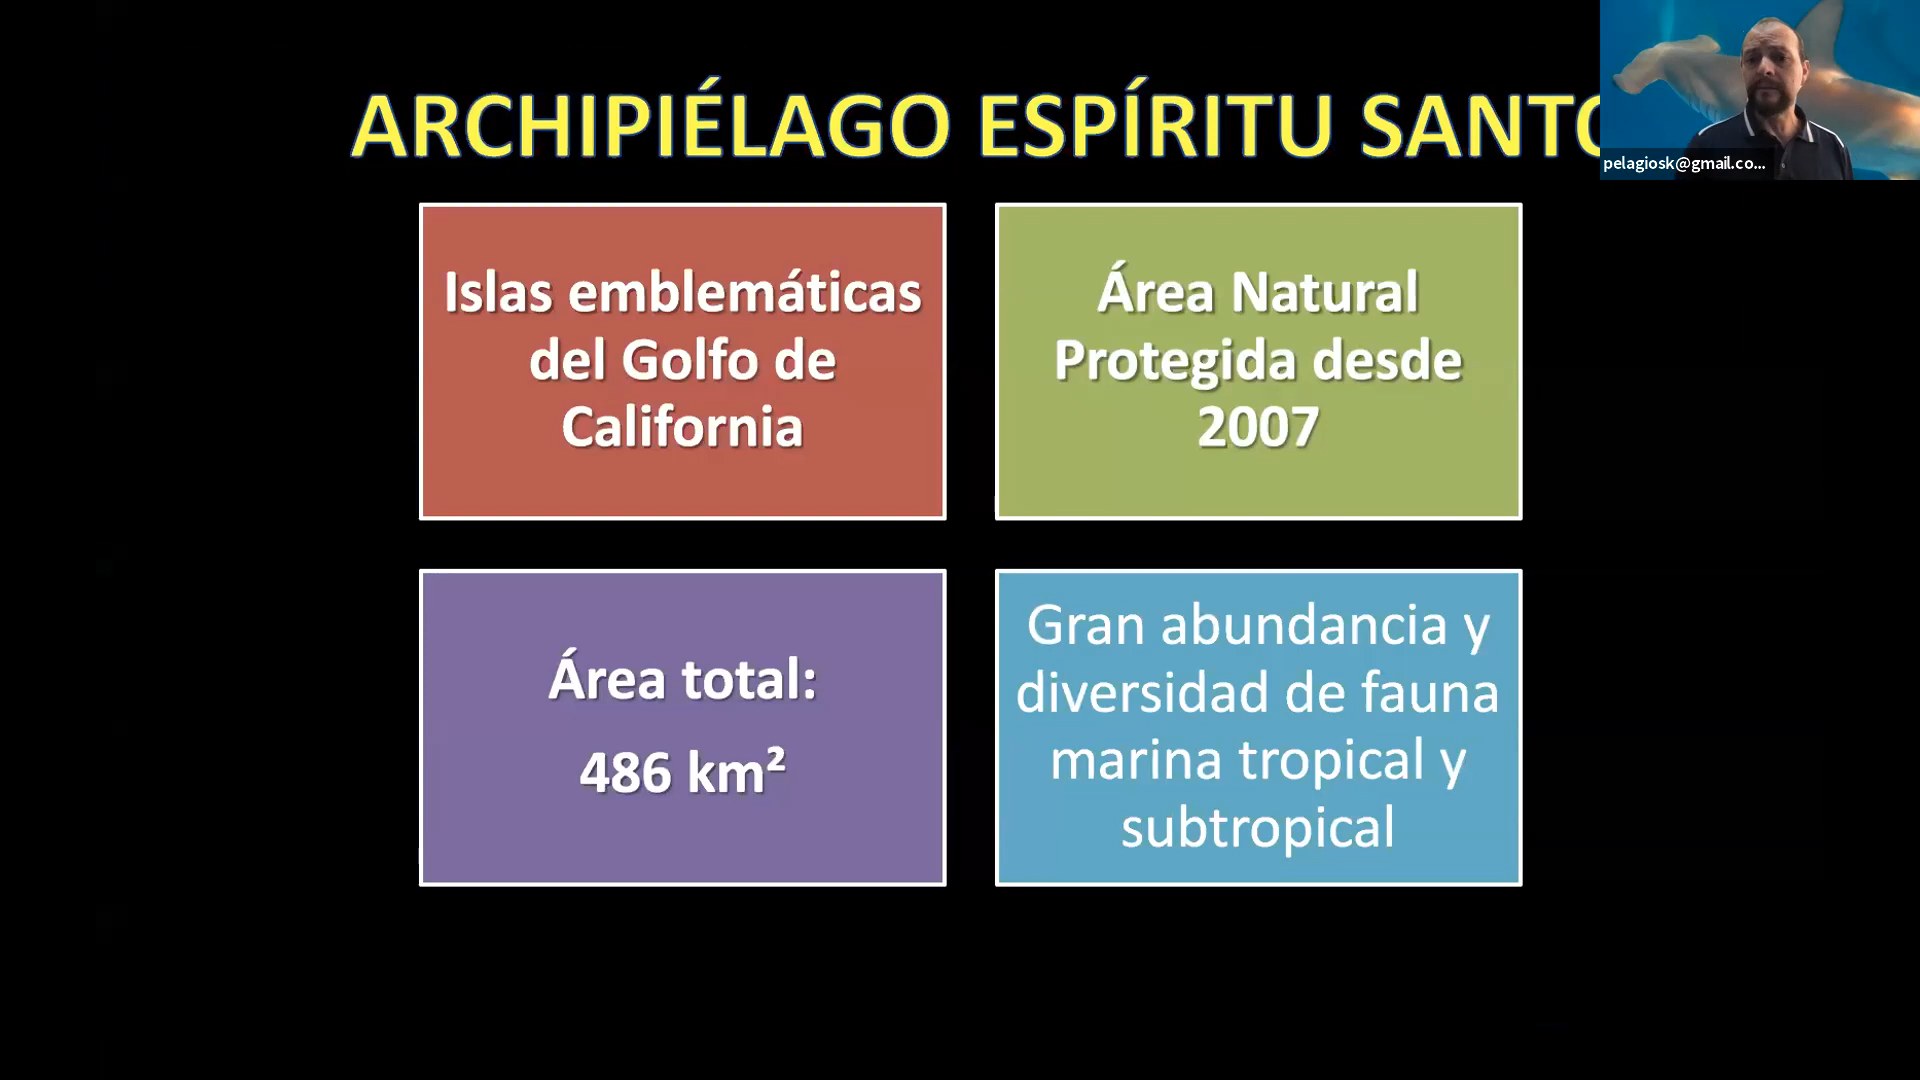 ARCHIPIÉLAGO ESPÍRITU SANTO
pelagiosk@gmail.co...
Islas emblemáticas
del Golfo de
California
Área Natural
Protegida desde
2007
Área total:
486 km²
Gran abundancia y
diversidad de fauna
marina tropical y
subtropical